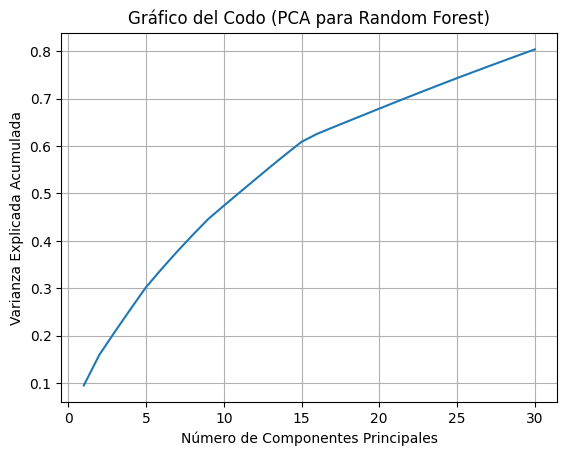 Gráfico del Codo (PCA para Random Forest)
Varianza Explicada Acumulada
0.8
0.7
0.6
0.5
0.4
0.3
0.2
0.1
0 5 10 15 20 25 30
Número de Componentes Principales